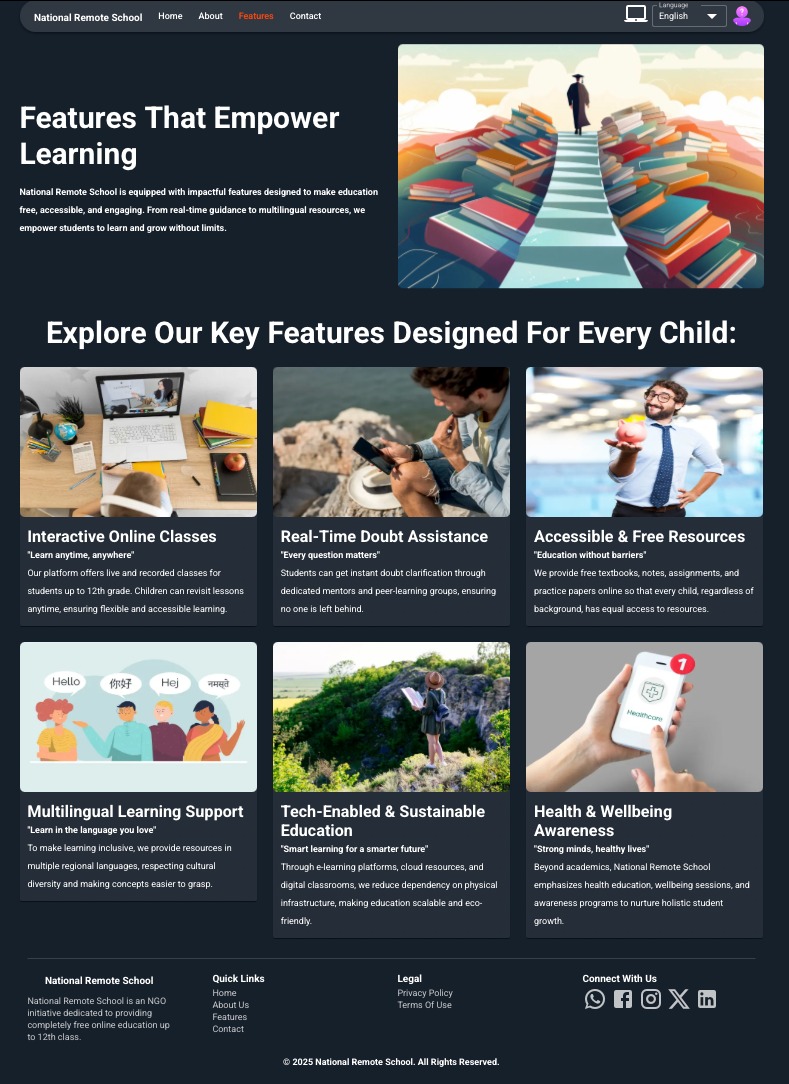 National Remote School
Home
About
Features
Contact
Language
English
Features That Empower
Learning
National Remote School is equipped with impactful features designed to make education
free, accessible, and engaging. From real-time guidance to multilingual resources, we
empower students to learn and grow without limits.
Explore Our Key Features Designed For Every Child:
Interactive Online Classes
"Learn anytime, anywhere"
Our platform offers live and recorded classes for
students up to 12th grade. Children can revisit lessons
anytime, ensuring flexible and accessible learning.
Real-Time Doubt Assistance
"Every question matters"
Students can get instant doubt clarification through
dedicated mentors and peer-learning groups, ensuring
no one is left behind.
Accessible & Free Resources
"Education without barriers"
We provide free textbooks, notes, assignments, and
practice papers online so that every child, regardless of
background, has equal access to resources.
Hello
你好
Hej
नमस्ते
Multilingual Learning Support
"Learn in the language you love"
To make learning inclusive, we provide resources in
multiple regional languages, respecting cultural
diversity and making concepts easier to grasp.
Tech-Enabled & Sustainable
Education
"Smart learning for a smarter future"
Through e-learning platforms, cloud resources, and
digital classrooms, we reduce dependency on physical
infrastructure, making education scalable and eco-
friendly.
1
Healthcare
Health & Wellbeing
Awareness
"Strong minds, healthy lives"
Beyond academics, National Remote School
emphasizes health education, wellbeing sessions, and
awareness programs to nurture holistic student
growth.
National Remote School
National Remote School is an NGO
initiative dedicated to providing
completely free online education up
to 12th class.
Quick Links
Home
About Us
Features
Contact
Legal
Privacy Policy
Terms Of Use
Connect With Us
© 2025 National Remote School. All Rights Reserved.